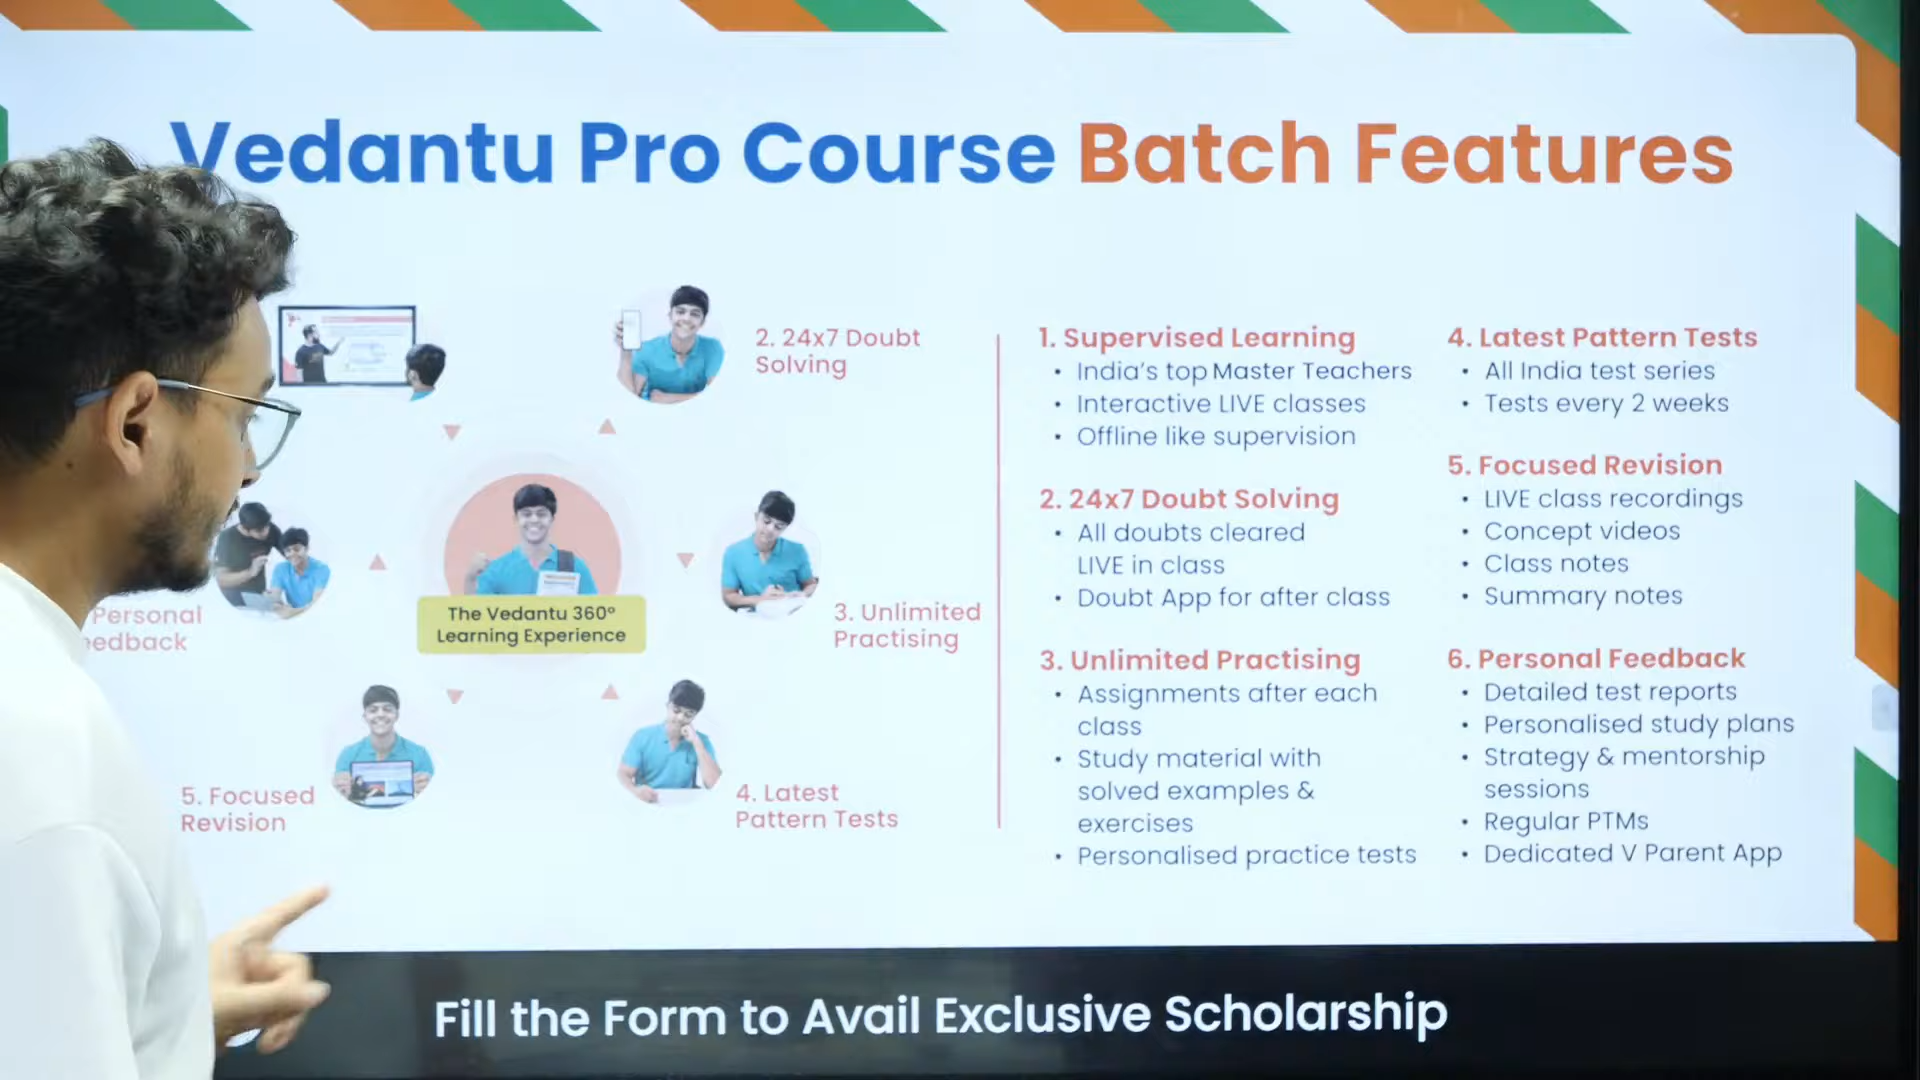 Vedantu Pro Course Batch Features
2. 24x7 Doubt
Solving
3. Unlimited
Practising
4. Latest
Pattern Tests
5. Focused
Revision
Personal
The Vedantu 360°
Learning Experience
1. Supervised Learning
• India's top Master Teachers
• Interactive LIVE classes
• Offline like supervision
2. 24x7 Doubt Solving
• All doubts cleared
LIVE in class
• Doubt App for after class
3. Unlimited Practising
• Assignments after each
class
• Study material with
solved examples &
exercises
• Personalised practice tests
4. Latest Pattern Tests
• All India test series
• Tests every 2 weeks
5. Focused Revision
• LIVE class recordings
• Concept videos
• Class notes
• Summary notes
6. Personal Feedback
• Detailed test reports
• Personalised study plans
• Strategy & mentorship
sessions
• Regular PTMs
• Dedicated V Parent App
Fill the Form to Avail Exclusive Scholarship